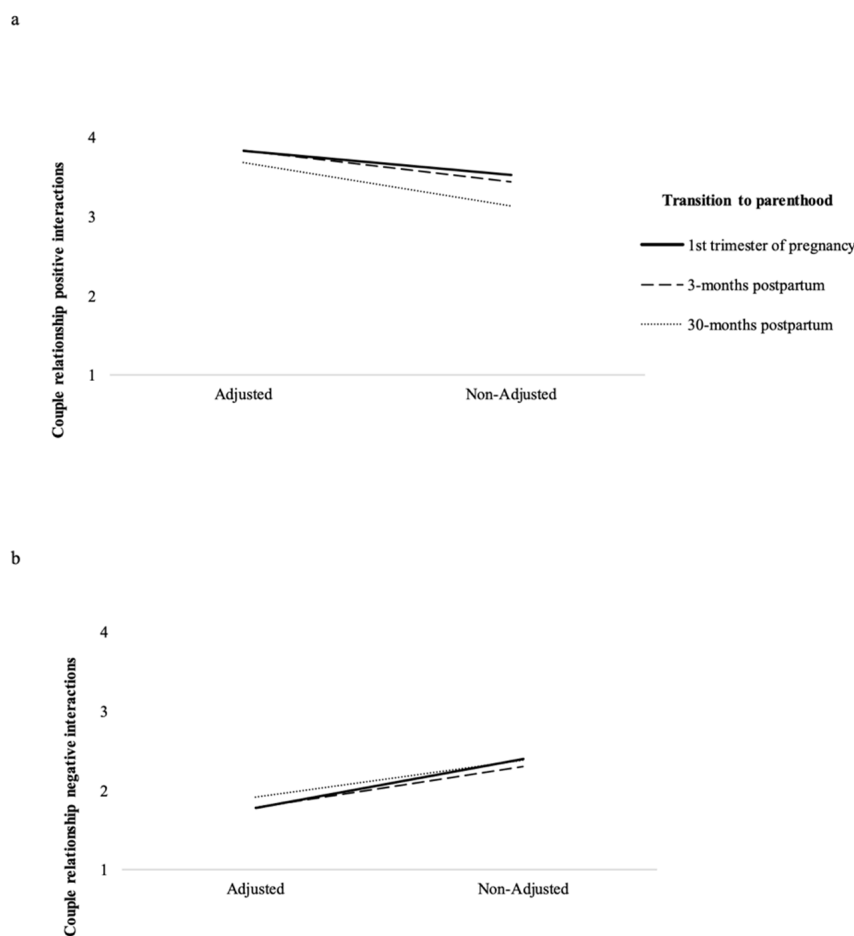 a
Couple relationship positive interactions
4
3
2
1
Adjusted
Non-Adjusted
Transition to parenthood
1st trimester of pregnancy
3-months postpartum
30-months postpartum
b
Couple relationship negative interactions
4
3
2
1
Adjusted
Non-Adjusted